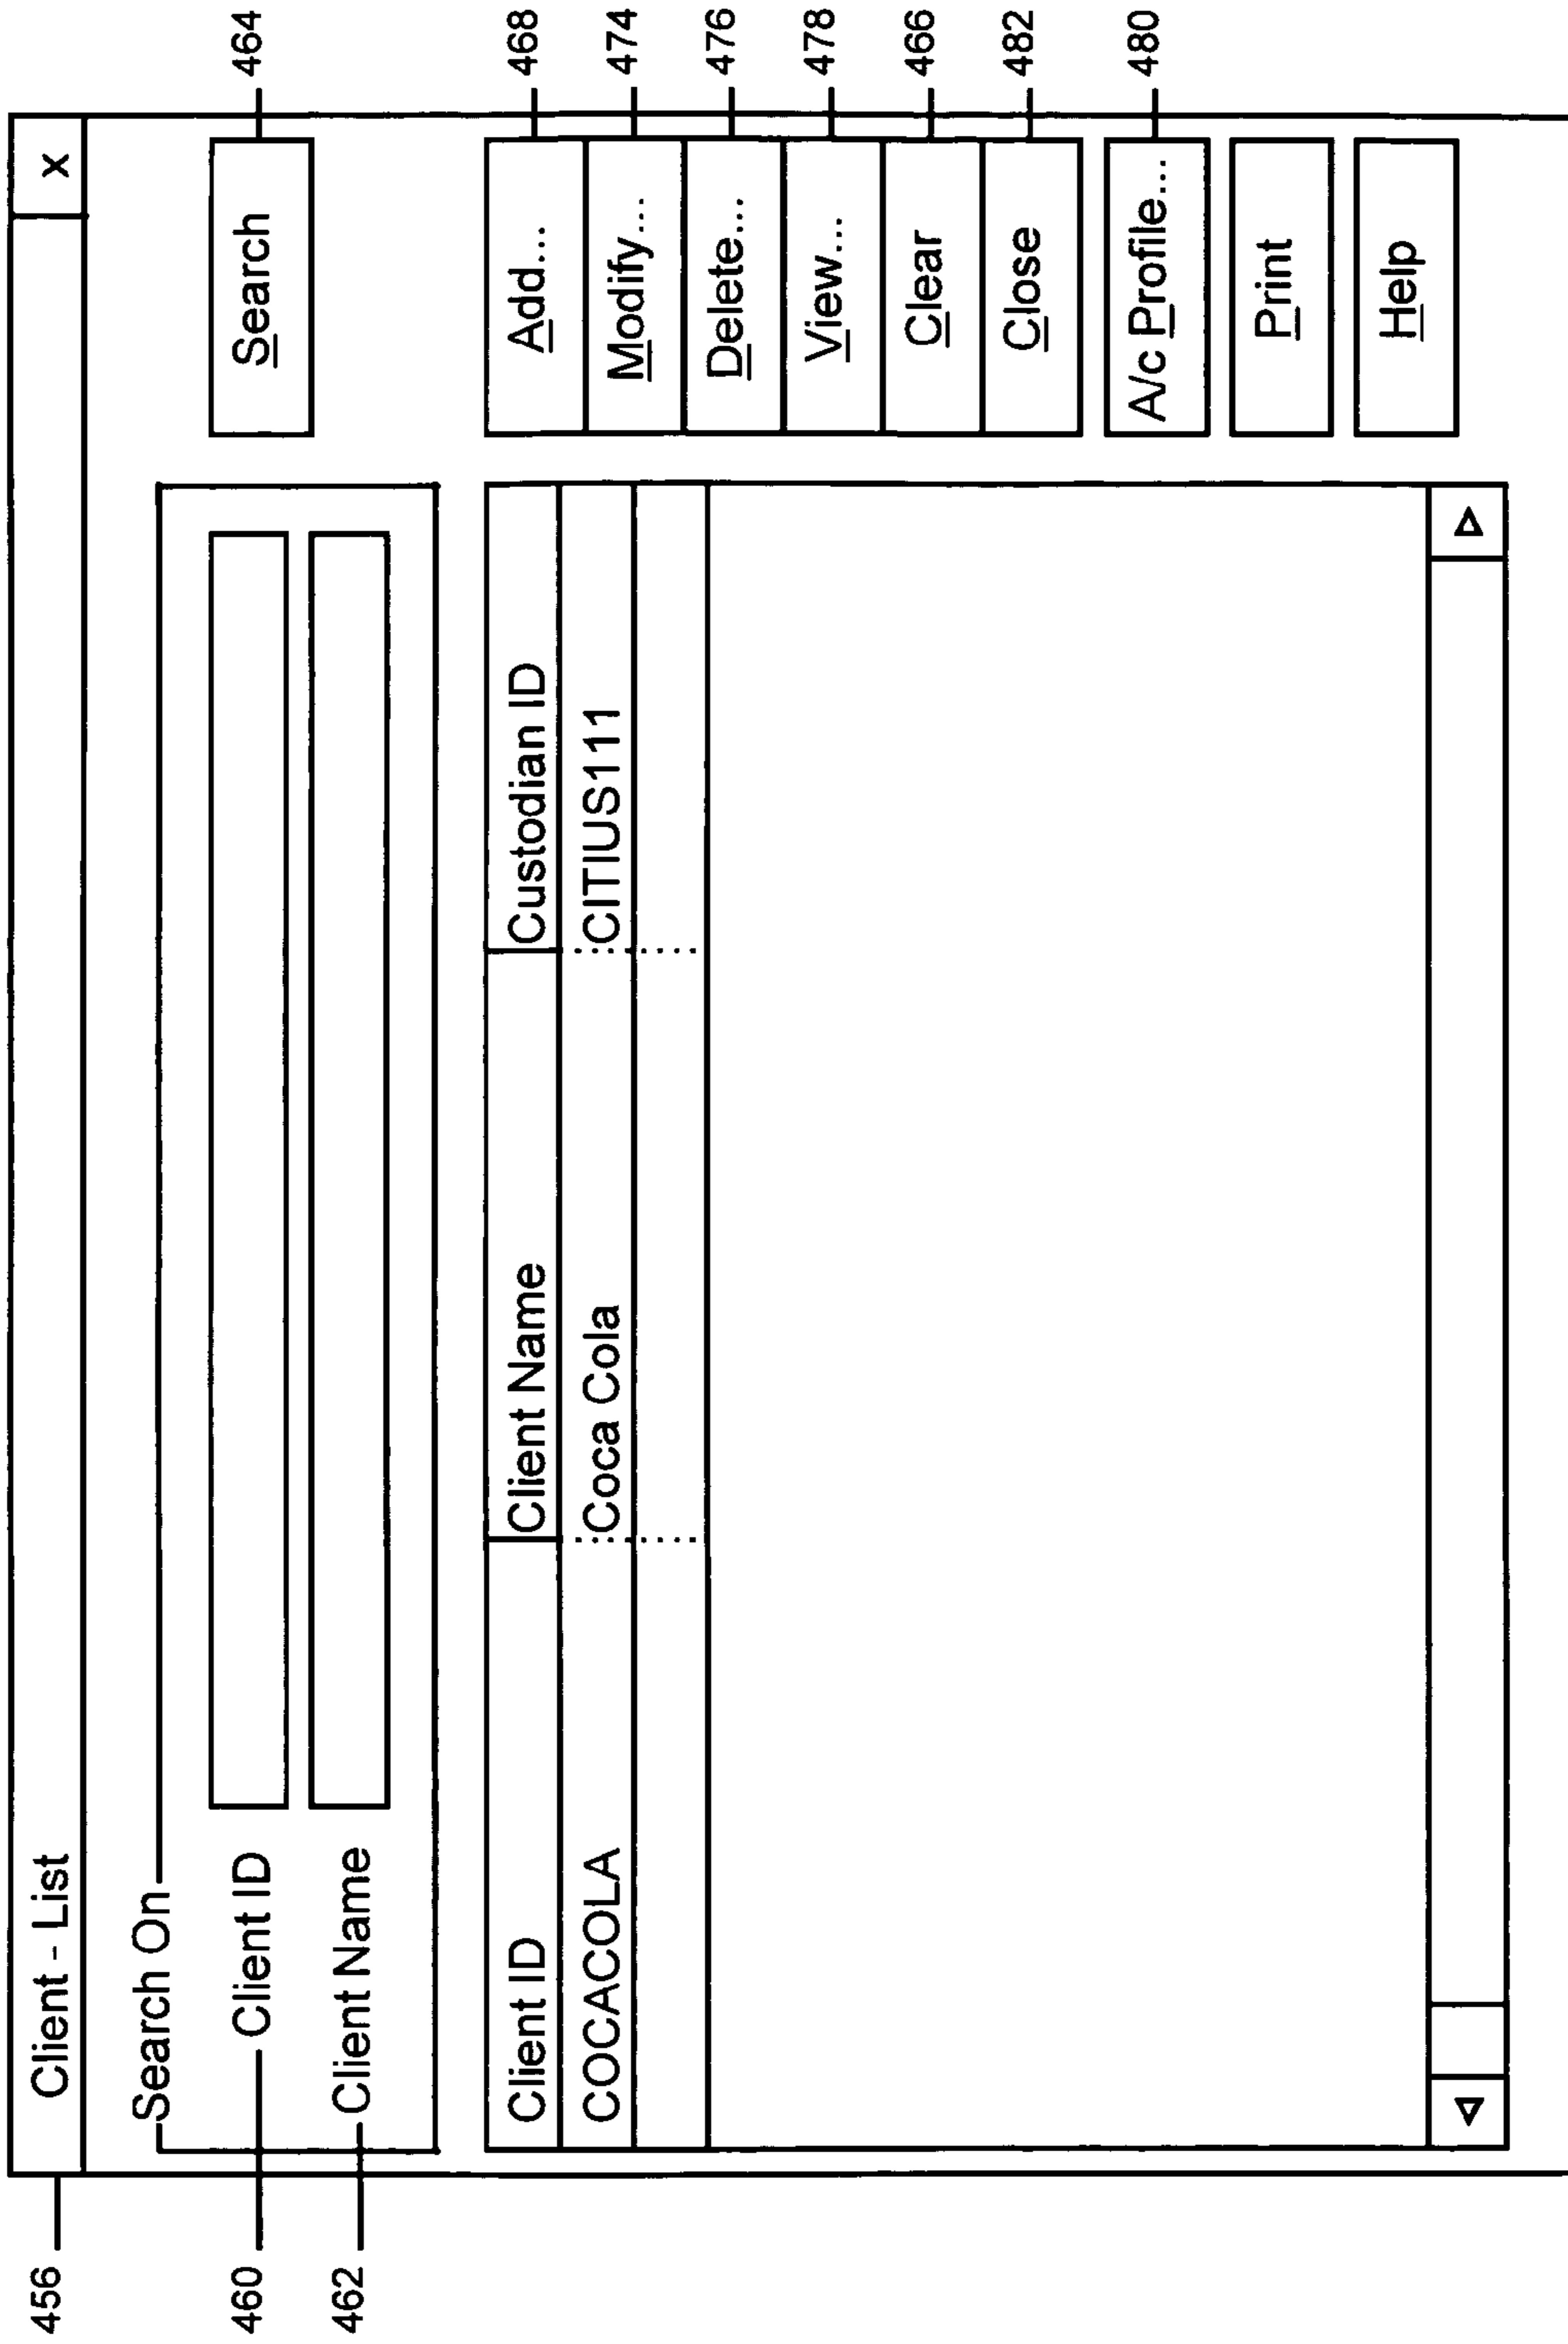 456 Client - List x
Search On
460 Client ID Search 464
462 Client Name
Client ID Client Name Custodian ID Add... 468
COCACOLA Coca Cola CITIUS111 Modify... 474
Delete... 476
View... 478
Clear 466
Close 482
A/c Profile... 480
Print
Help